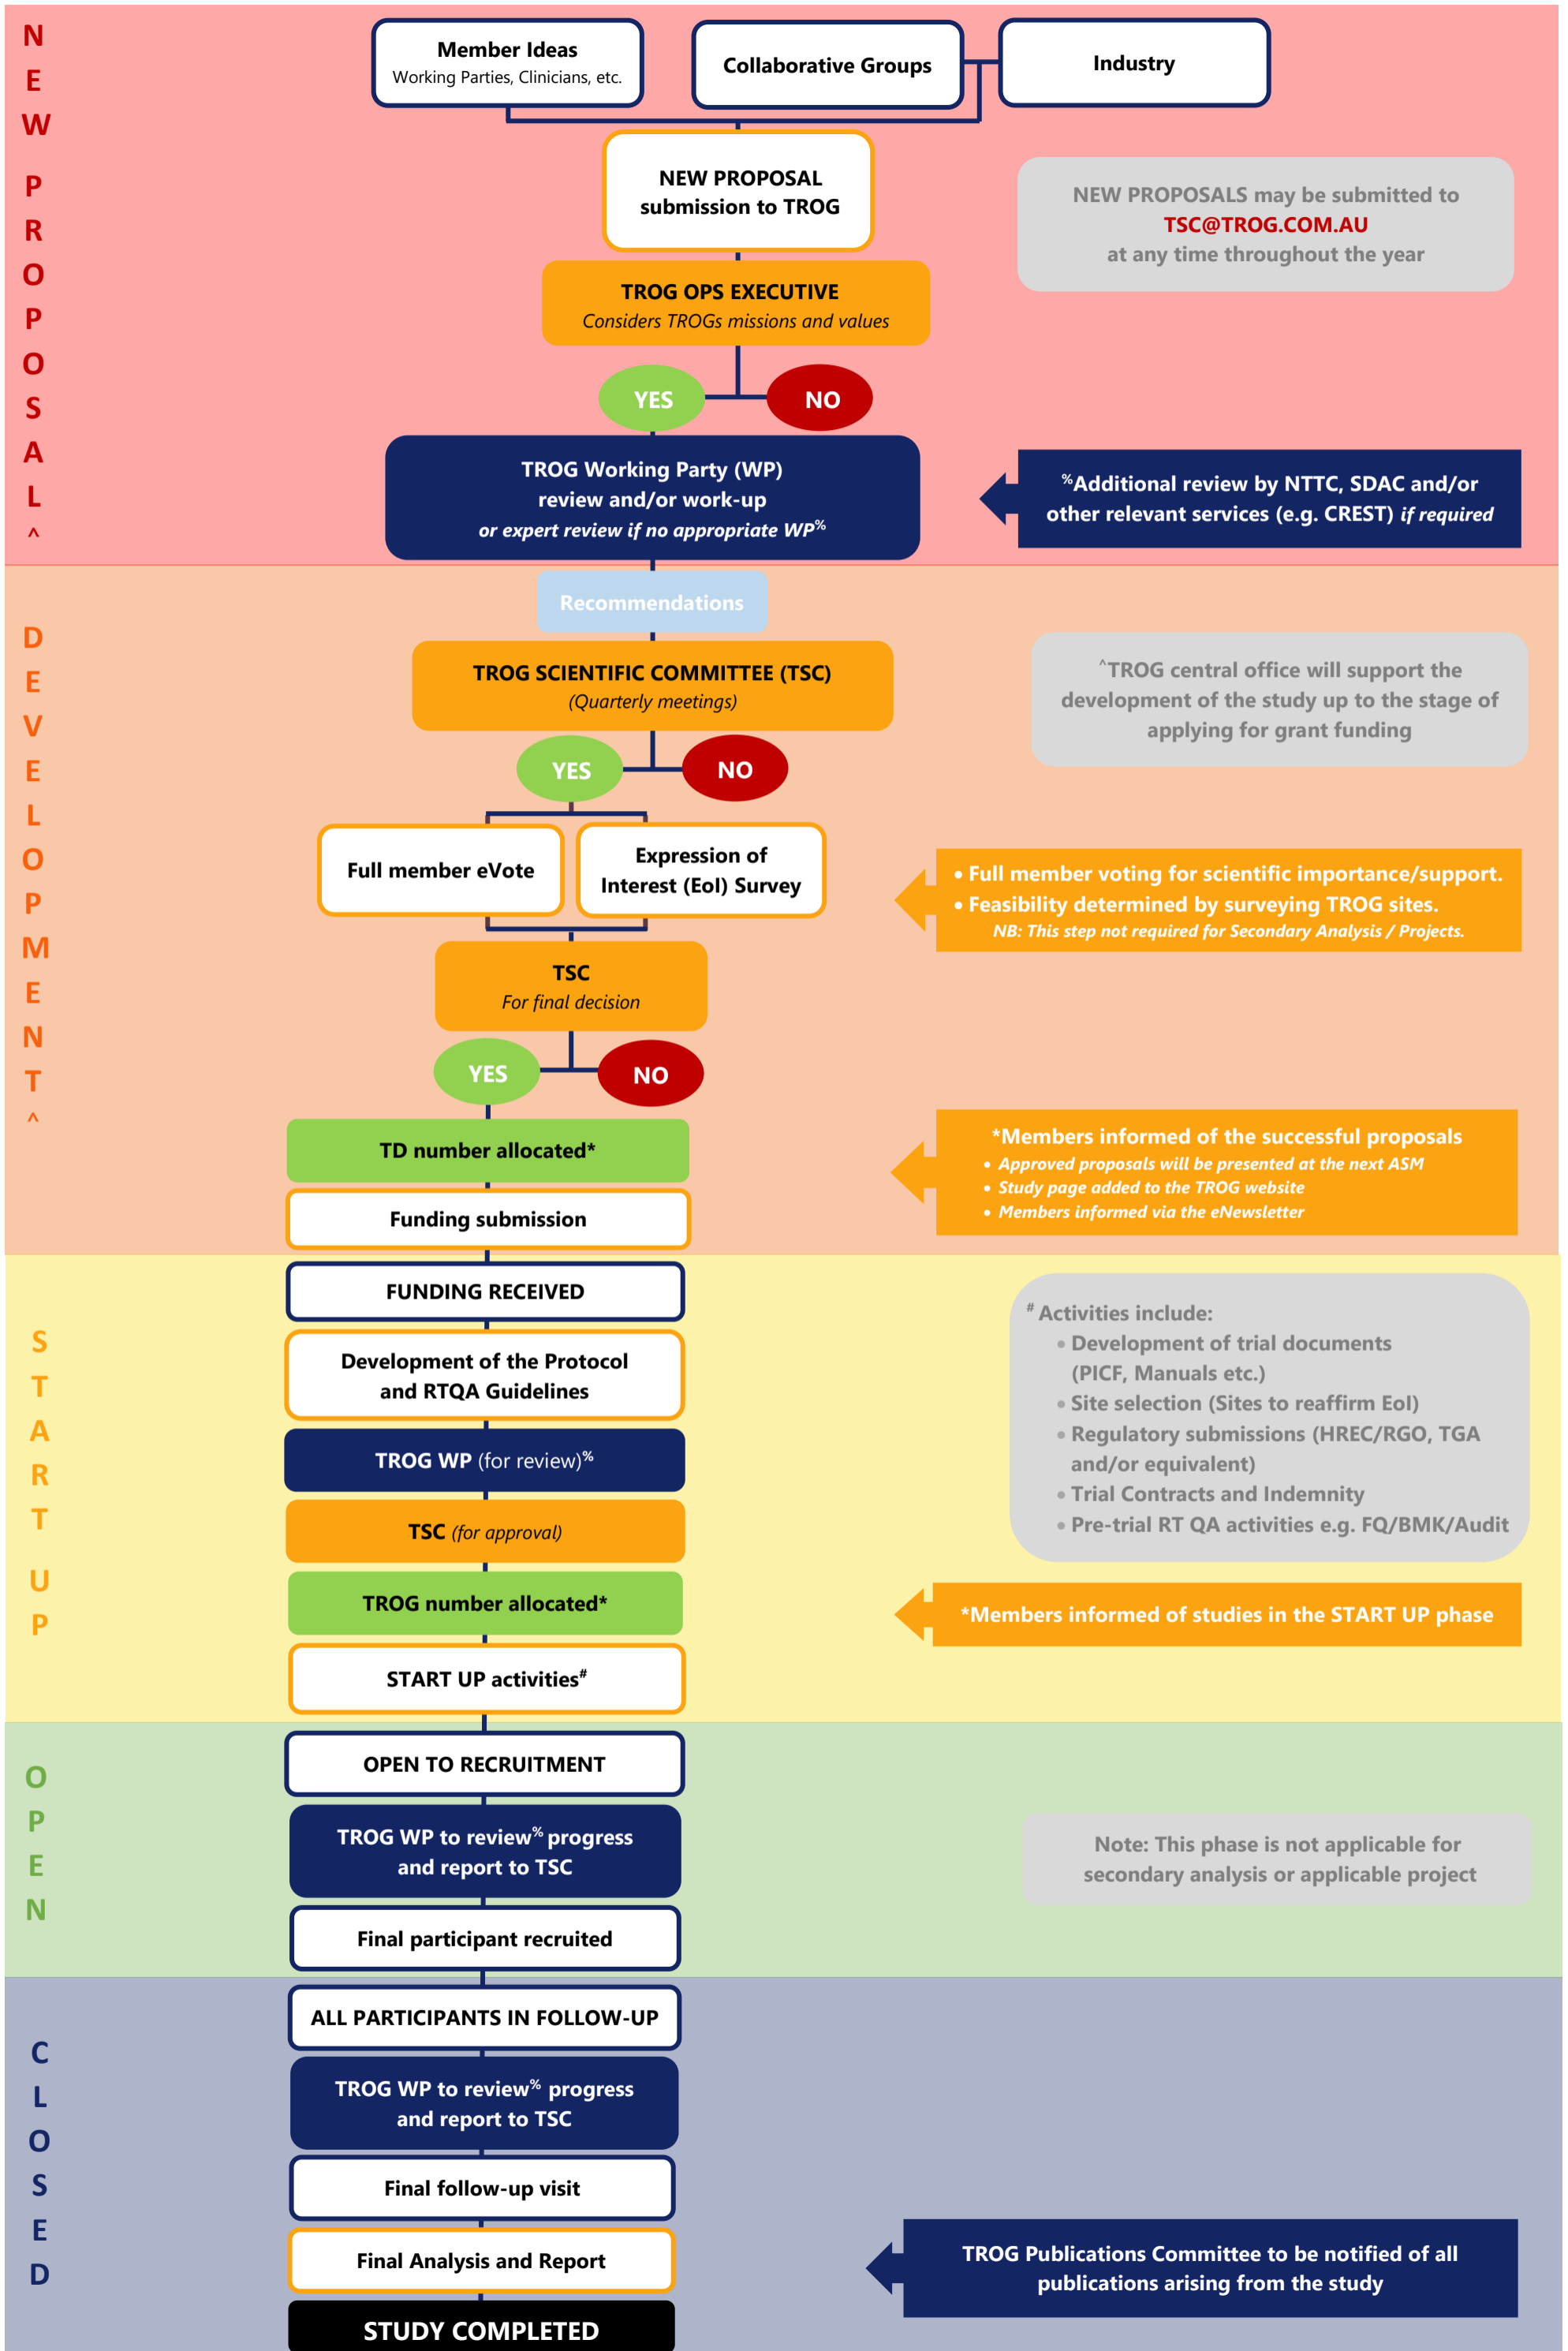 NEW PROPOSAL^
Member Ideas
Working Parties, Clinicians, etc.
Collaborative Groups
Industry
NEW PROPOSAL
submission to TROG
NEW PROPOSALS may be submitted to
TSC@TROG.COM.AU
at any time throughout the year
TROG OPS EXECUTIVE
Considers TROGs missions and values
YES
NO
TROG Working Party (WP)
review and/or work-up
or expert review if no appropriate WP%
%Additional review by NTTC, SDAC and/or
other relevant services (e.g. CREST) if required
DEVELOPMENT^
Recommendations
TROG SCIENTIFIC COMMITTEE (TSC)
(Quarterly meetings)
^TROG central office will support the
development of the study up to the stage of
applying for grant funding
YES
NO
Full member eVote
Expression of
Interest (EoI) Survey
• Full member voting for scientific importance/support.
• Feasibility determined by surveying TROG sites.
NB: This step not required for Secondary Analysis / Projects.
TSC
For final decision
YES
NO
TD number allocated*
*Members informed of the successful proposals
• Approved proposals will be presented at the next ASM
• Study page added to the TROG website
• Members informed via the eNewsletter
Funding submission
START UP
FUNDING RECEIVED
Development of the Protocol
and RTQA Guidelines
TROG WP (for review)%
TSC (for approval)
# Activities include:
• Development of trial documents
(PICF, Manuals etc.)
• Site selection (Sites to reaffirm EoI)
• Regulatory submissions (HREC/RGO, TGA
and/or equivalent)
• Trial Contracts and Indemnity
• Pre-trial RT QA activities e.g. FQ/BMK/Audit
TROG number allocated*
*Members informed of studies in the START UP phase
START UP activities#
OPEN
OPEN TO RECRUITMENT
TROG WP to review% progress
and report to TSC
Note: This phase is not applicable for
secondary analysis or applicable project
Final participant recruited
CLOSED
ALL PARTICIPANTS IN FOLLOW-UP
TROG WP to review% progress
and report to TSC
Final follow-up visit
Final Analysis and Report
TROG Publications Committee to be notified of all
publications arising from the study
STUDY COMPLETED